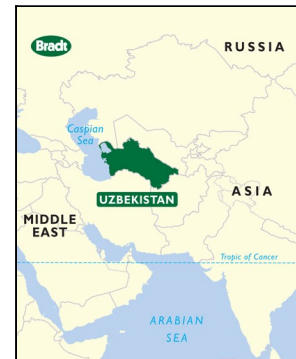 Bradt
RUSSIA
Caspian
Sea
UZBEKISTAN
ASIA
MIDDLE
EAST
Tropic of Cancer
ARABIAN
SEA